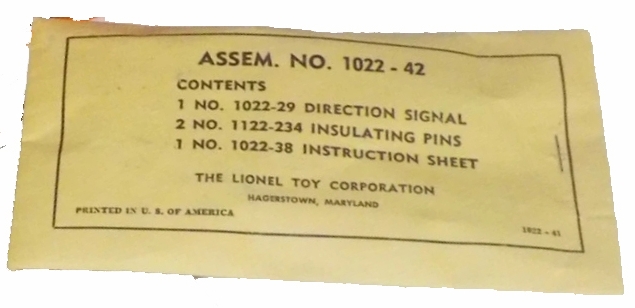 ASSEM. NO. 1022 - 42
CONTENTS
1 NO. 1022-29 DIRECTION SIGNAL
2 NO. 1122-234 INSULATING PINS
1 NO. 1022-38 INSTRUCTION SHEET
THE LIONEL TOY CORPORATION
HAGERSTOWN, MARYLAND
PRINTED IN U. S. OF AMERICA
1022 - 41